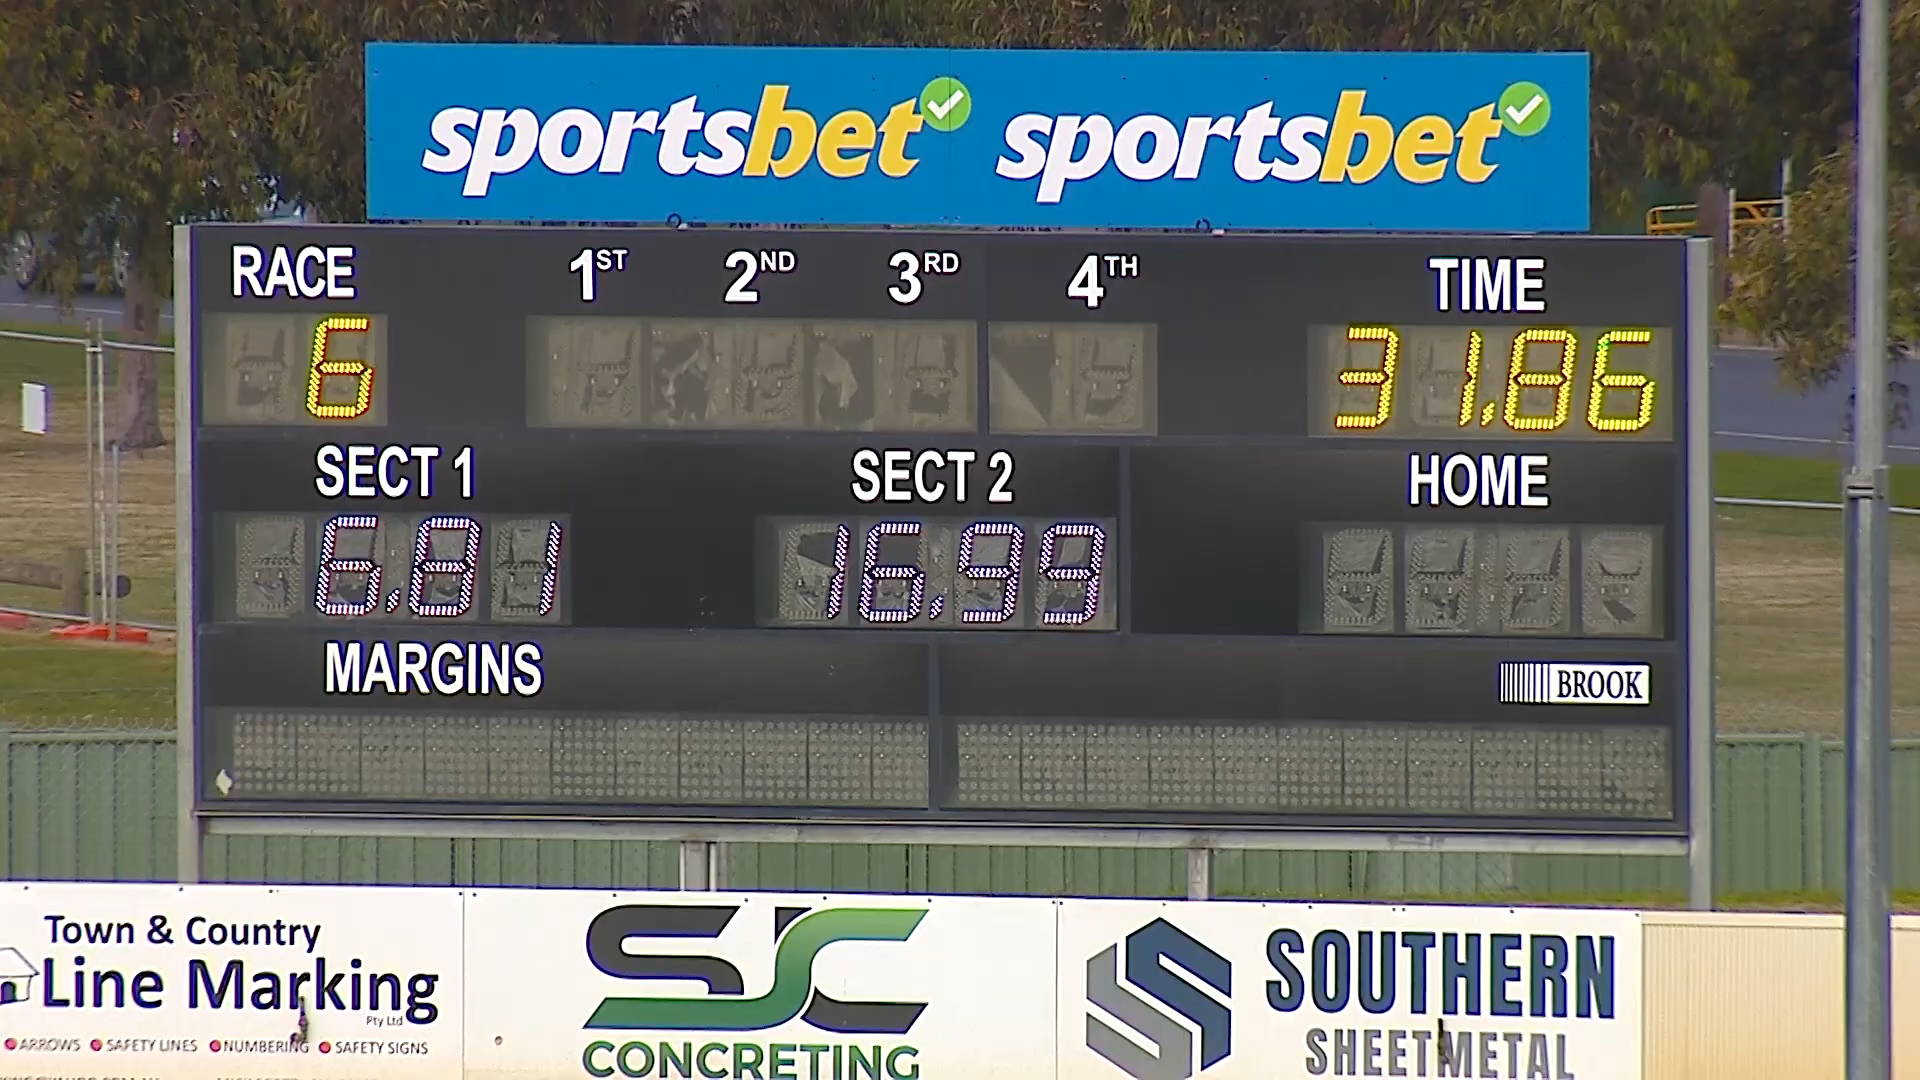 sportsbet sportsbet
RACE 1ST 2ND 3RD 4TH TIME
6 31.86
SECT 1 SECT 2 HOME
6.81 16.99
MARGINS
BROOK
Town & Country
Line Marking
Pty Ltd
ARROWS SAFETY LINES NUMBERING SAFETY SIGNS
SJC
CONCRETING
SOUTHERN
SHEETMETAL